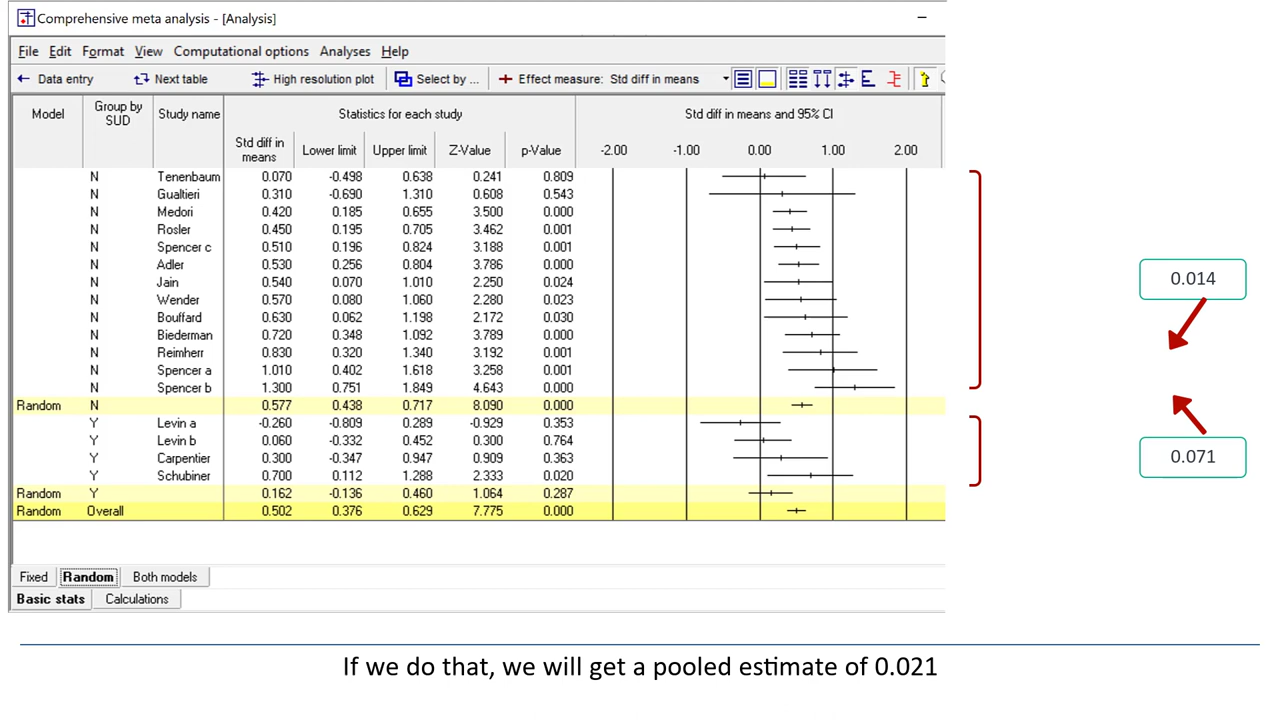 Comprehensive meta analysis - [Analysis]
File Edit Format View Computational options Analyses Help
Data entry Next table High resolution plot Select by ... Effect measure: Std diff in means
Model Group by SUD Study name Statistics for each study Std diff in means and 95% CI
Std diff in means Lower limit Upper limit Z-Value p-Value -2.00 -1.00 0.00 1.00 2.00
N Tenenbaum 0.070 -0.498 0.638 0.241 0.809
N Gualtieri 0.310 -0.690 1.310 0.608 0.543
N Medori 0.420 0.185 0.655 3.500 0.000
N Rosler 0.450 0.195 0.705 3.462 0.001
N Spencer c 0.510 0.196 0.824 3.188 0.001
N Adler 0.530 0.256 0.804 3.786 0.000
N Jain 0.540 0.070 1.010 2.250 0.024
N Wender 0.570 0.080 1.060 2.280 0.023
N Bouffard 0.630 0.062 1.198 2.172 0.030
N Biederman 0.720 0.348 1.092 3.789 0.000
N Reimherr 0.830 0.320 1.340 3.192 0.001
N Spencer a 1.010 0.402 1.618 3.258 0.001
N Spencer b 1.300 0.751 1.849 4.643 0.000
Random N 0.577 0.438 0.717 8.090 0.000
Y Levin a -0.260 -0.809 0.289 -0.929 0.353
Y Levin b 0.060 -0.332 0.452 0.300 0.764
Y Carpentier 0.300 -0.347 0.947 0.909 0.363
Y Schubiner 0.700 0.112 1.288 2.333 0.020
Random Y 0.162 -0.136 0.460 1.064 0.287
Random Overall 0.502 0.376 0.629 7.775 0.000
Fixed Random Both models
Basic stats Calculations
0.014
0.071
If we do that, we will get a pooled estimate of 0.021